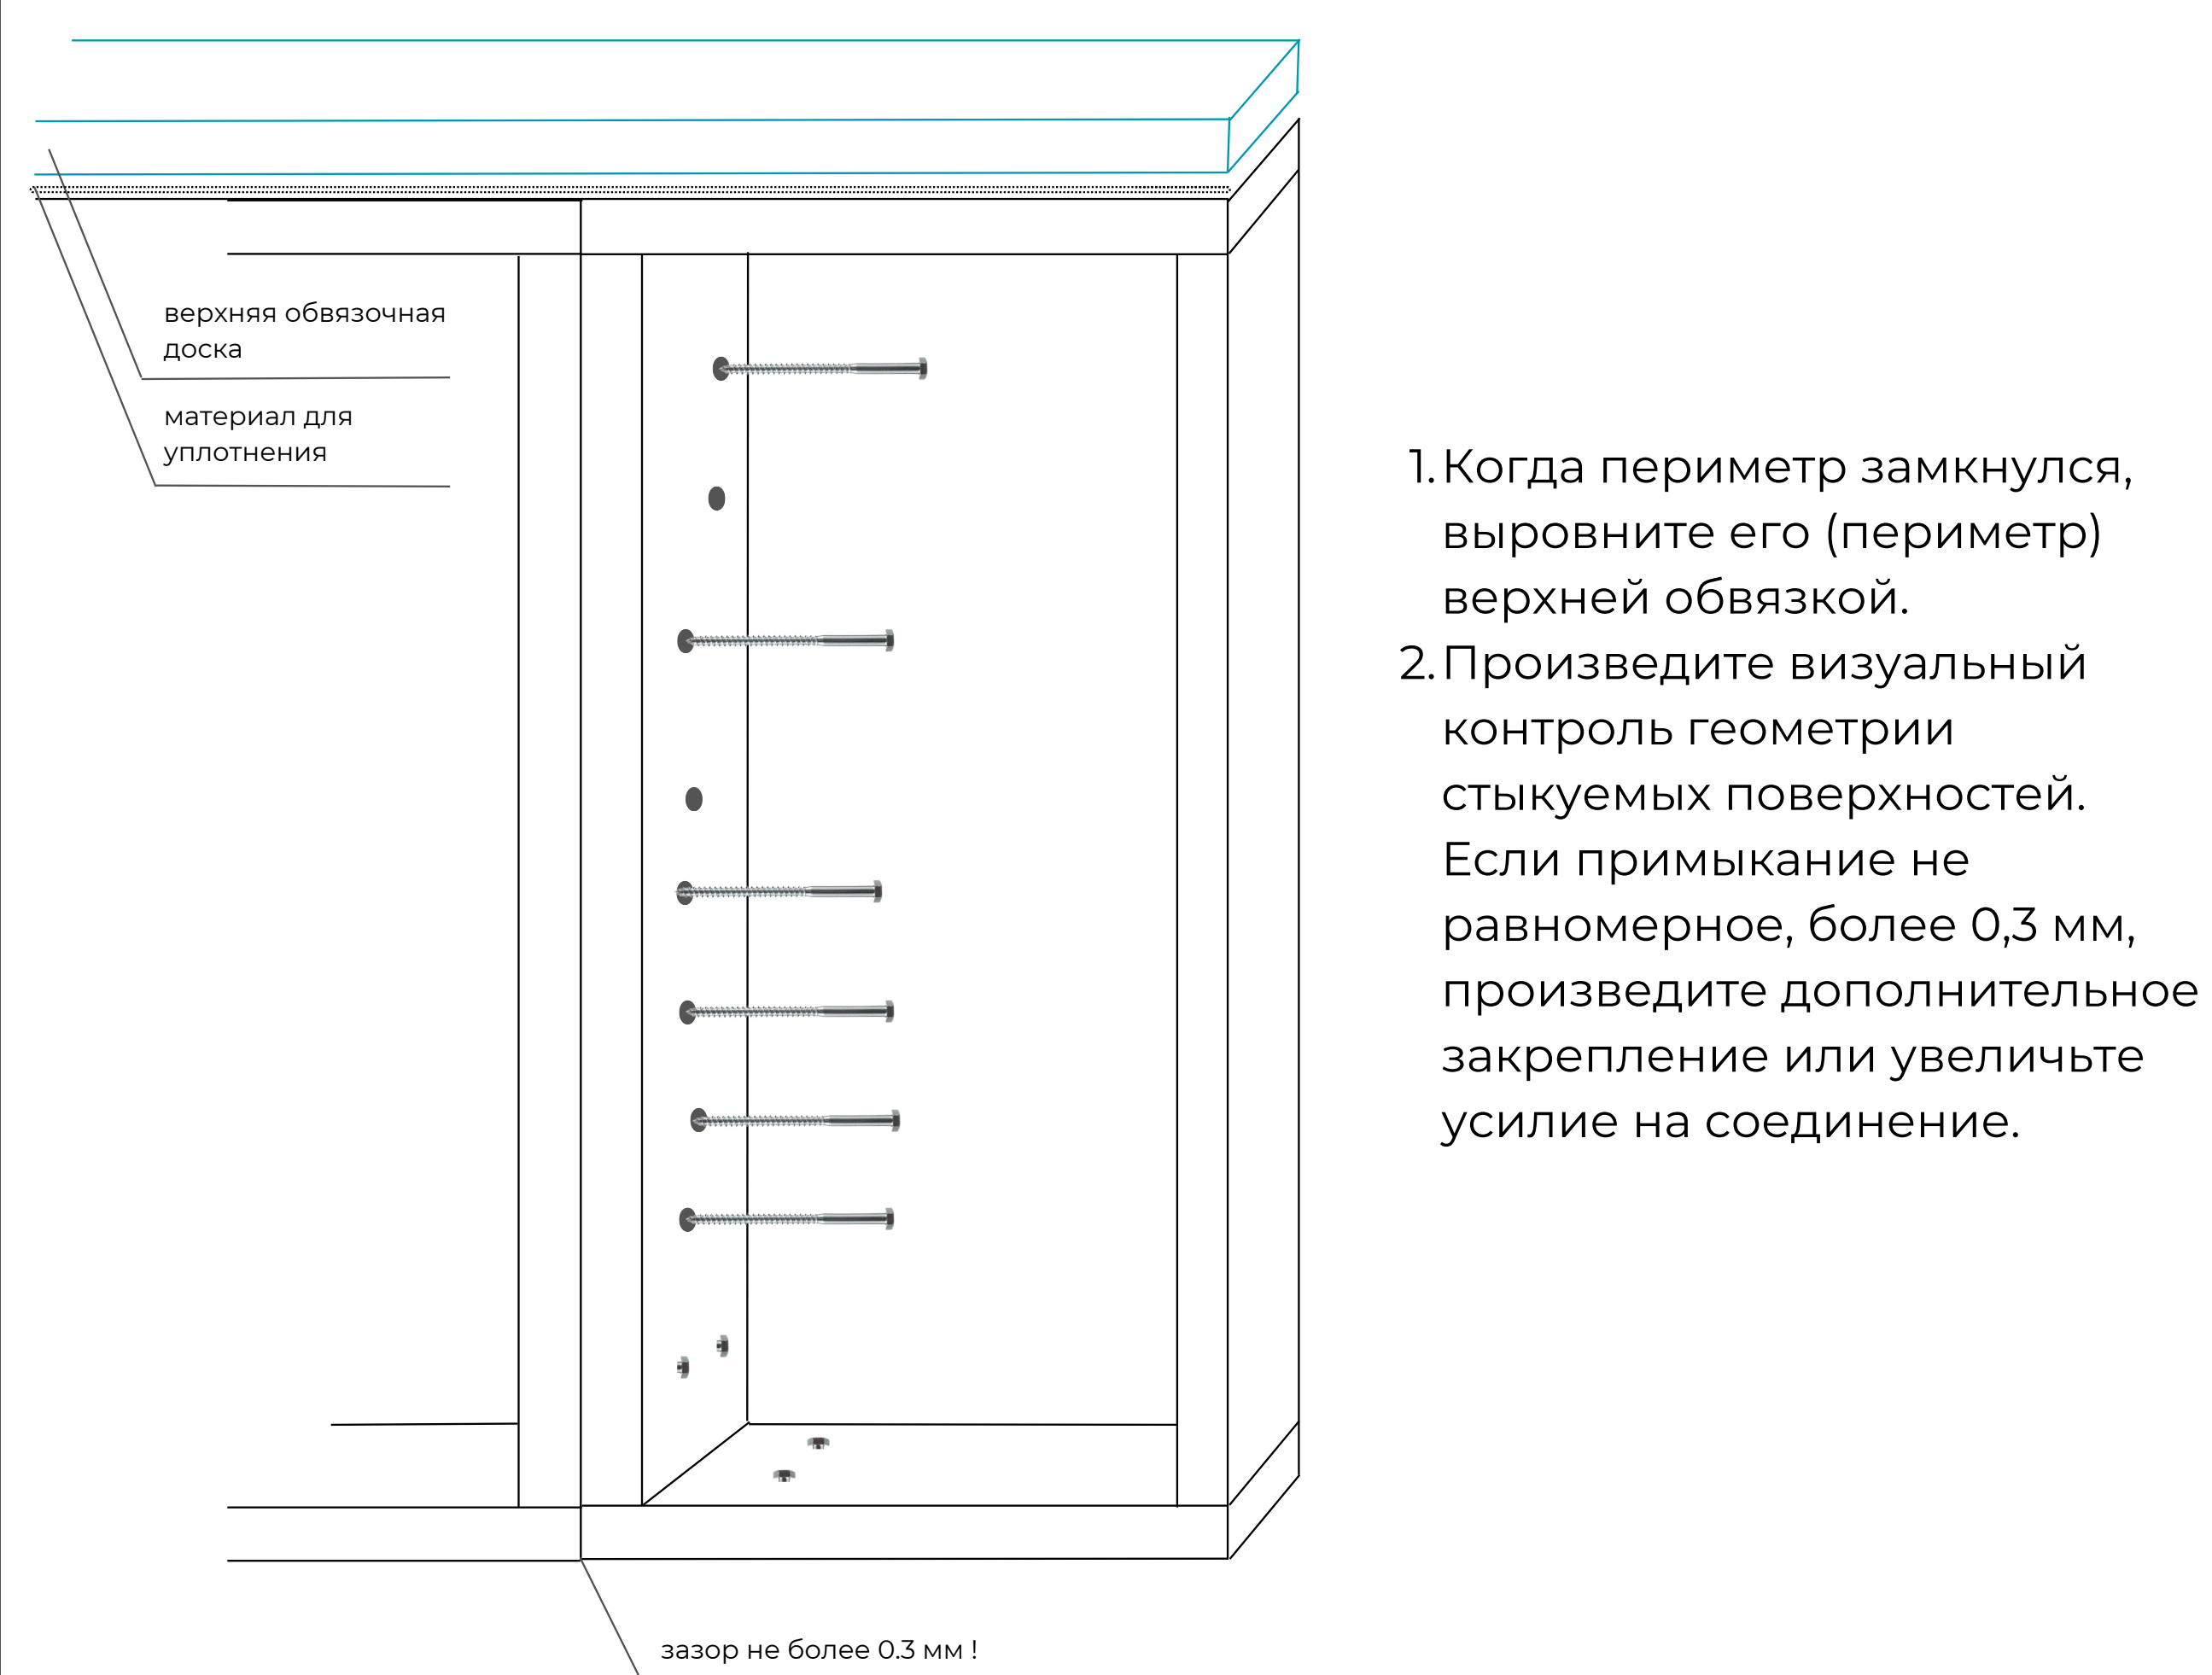 верхняя обвязочная
доска
материал для
уплотнения
1. Когда периметр замкнулся,
выровните его (периметр)
верхней обвязкой.
2. Произведите визуальный
контроль геометрии
стыкуемых поверхностей.
Если примыкание не
равномерное, более 0,3 мм,
произведите дополнительное
закрепление или увеличьте
усилие на соединение.
зазор не более 0.3 мм !